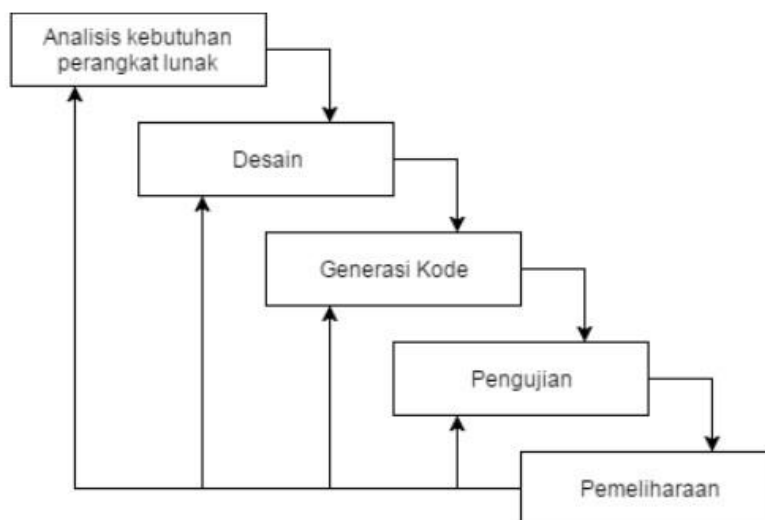 Analisis kebutuhan
perangkat lunak
Desain
Generasi Kode
Pengujian
Pemeliharaan